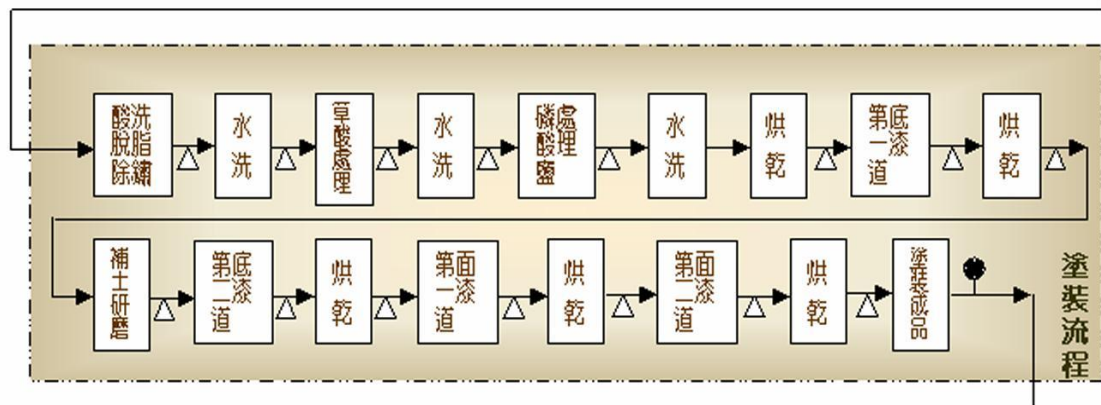 酸洗
脫脂
除鏽
水洗
草酸處理
水洗
磷酸鹽
處理
水洗
烘乾
第一道
底漆
烘乾
補土研磨
第二道
底漆
烘乾
第一道
面漆
烘乾
第二道
面漆
烘乾
塗裝成品
塗裝流程